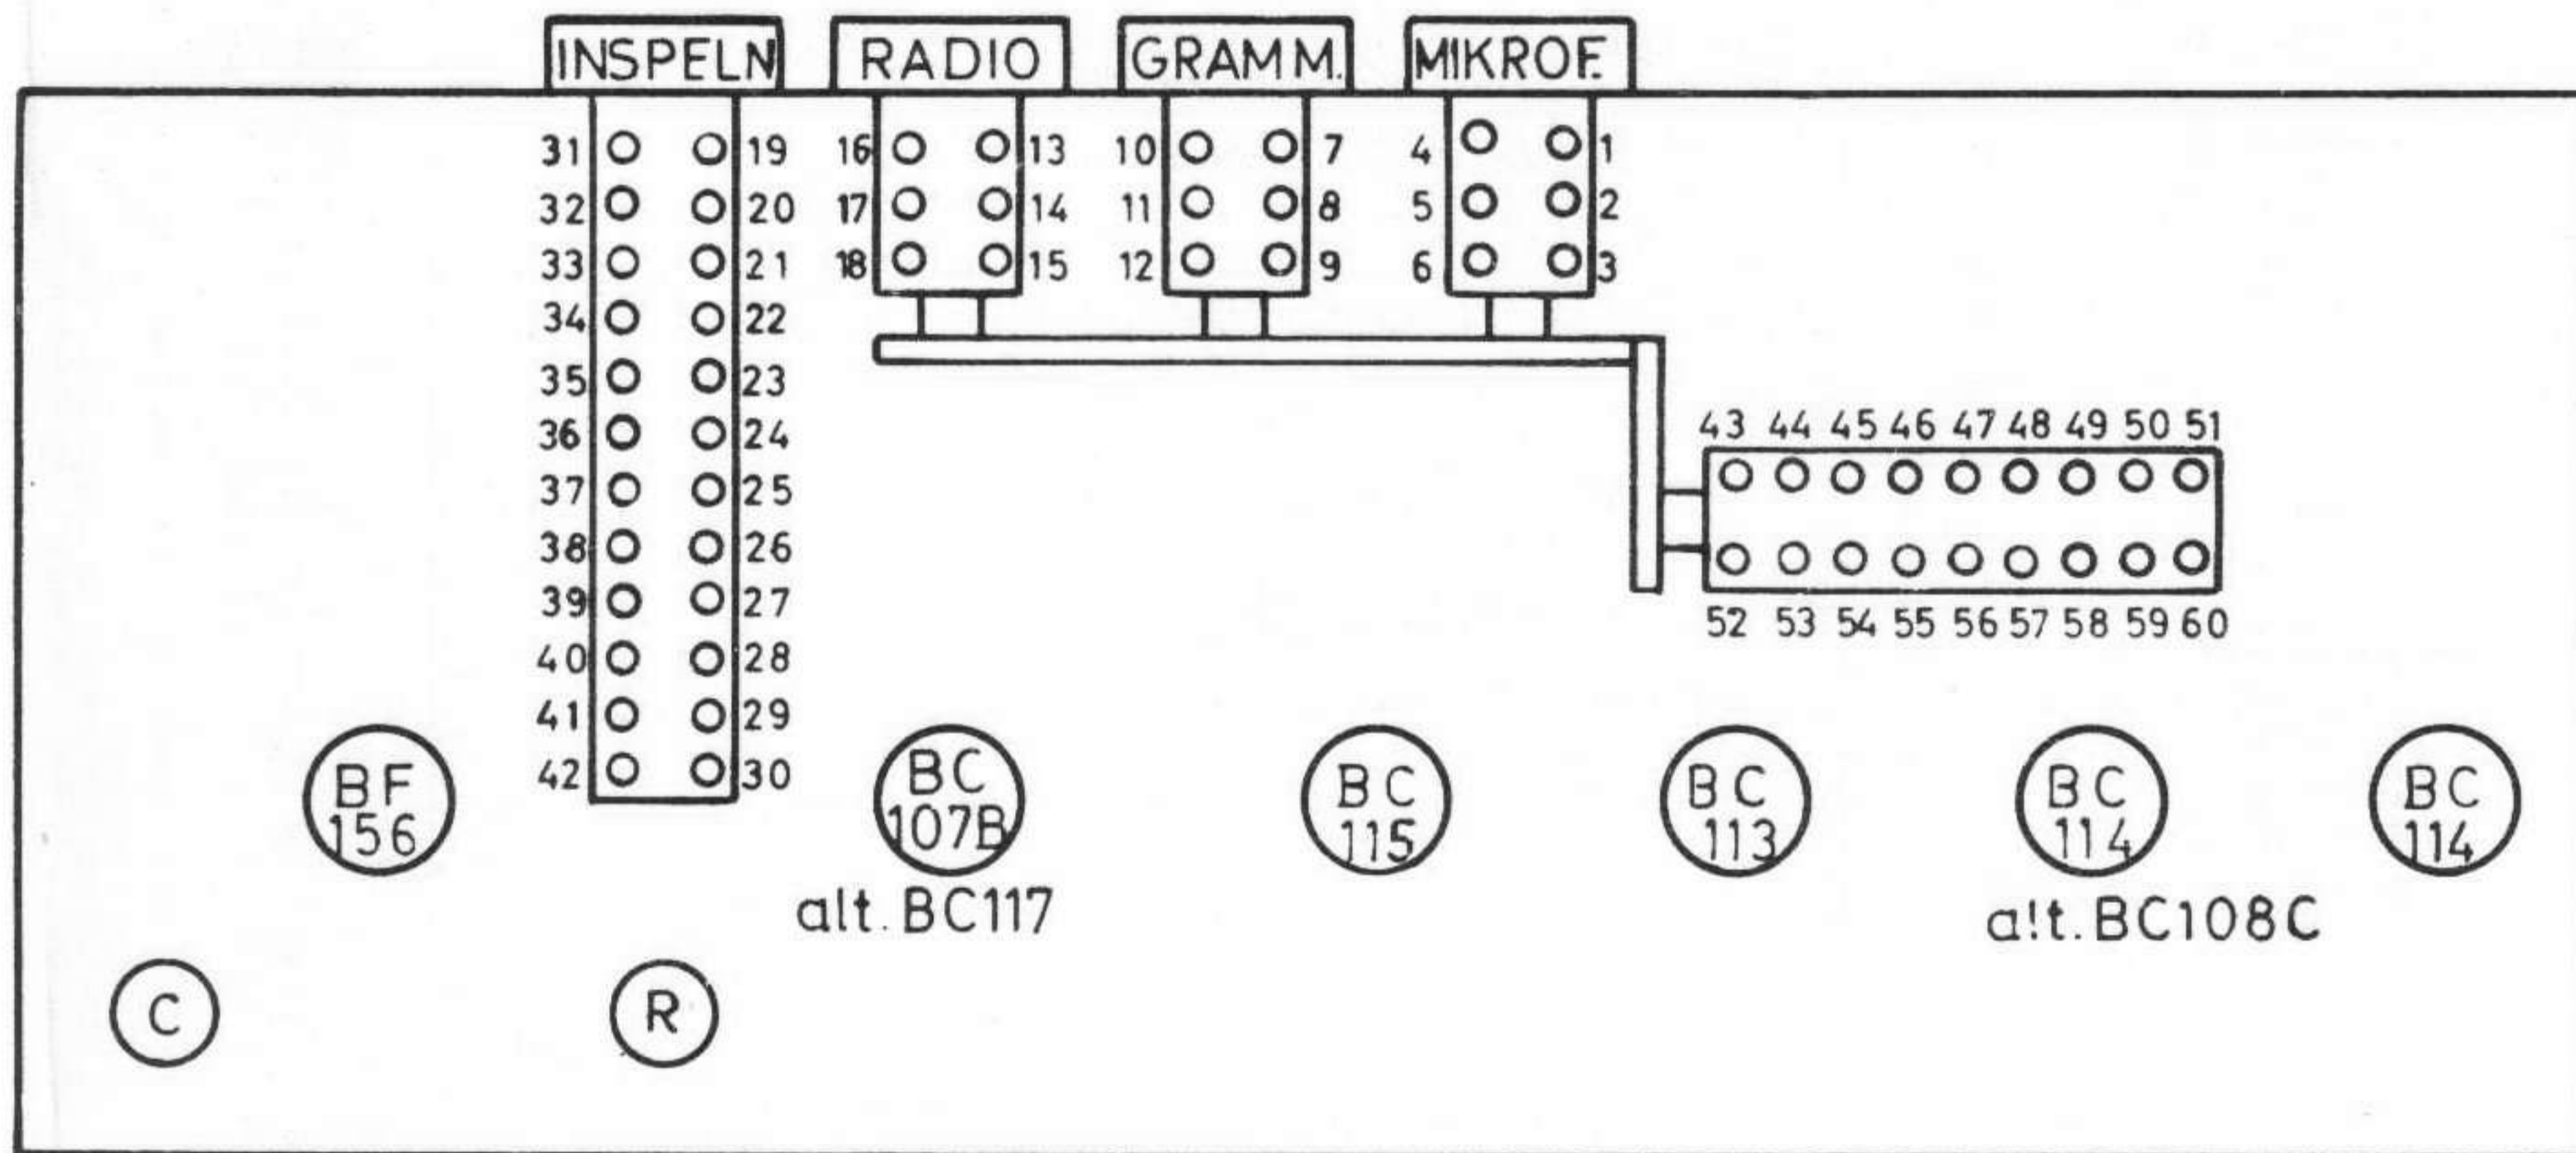 INSPELN RADIO GRAMM. MIKROF.
31 19 16 13 10 7 4 1
32 20 17 14 11 8 5 2
33 21 18 15 12 9 6 3
34 22
35 23
36 24 43 44 45 46 47 48 49 50 51
37 25
38 26
39 27
52 53 54 55 56 57 58 59 60
40 28
41 29
42 30
BF BC BC BC BC BC
156 107B 115 113 114 114
alt. BC117 alt. BC108C
C R